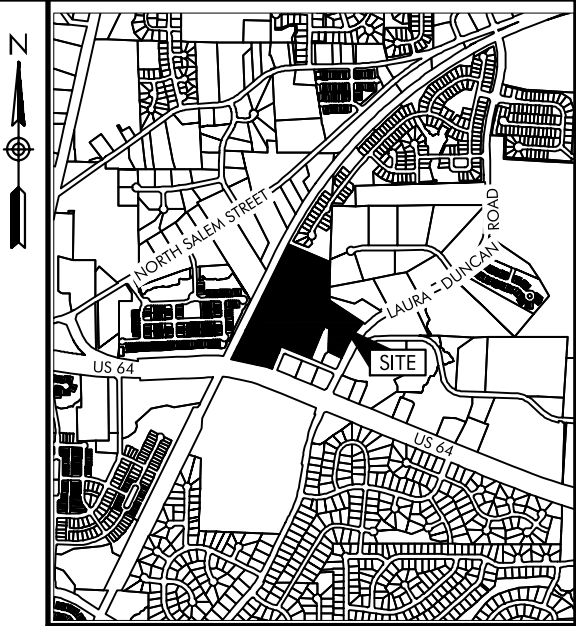 N
NORTH SALEM STREET
LAURA - DUNCAN ROAD
US 64
SITE
US 64